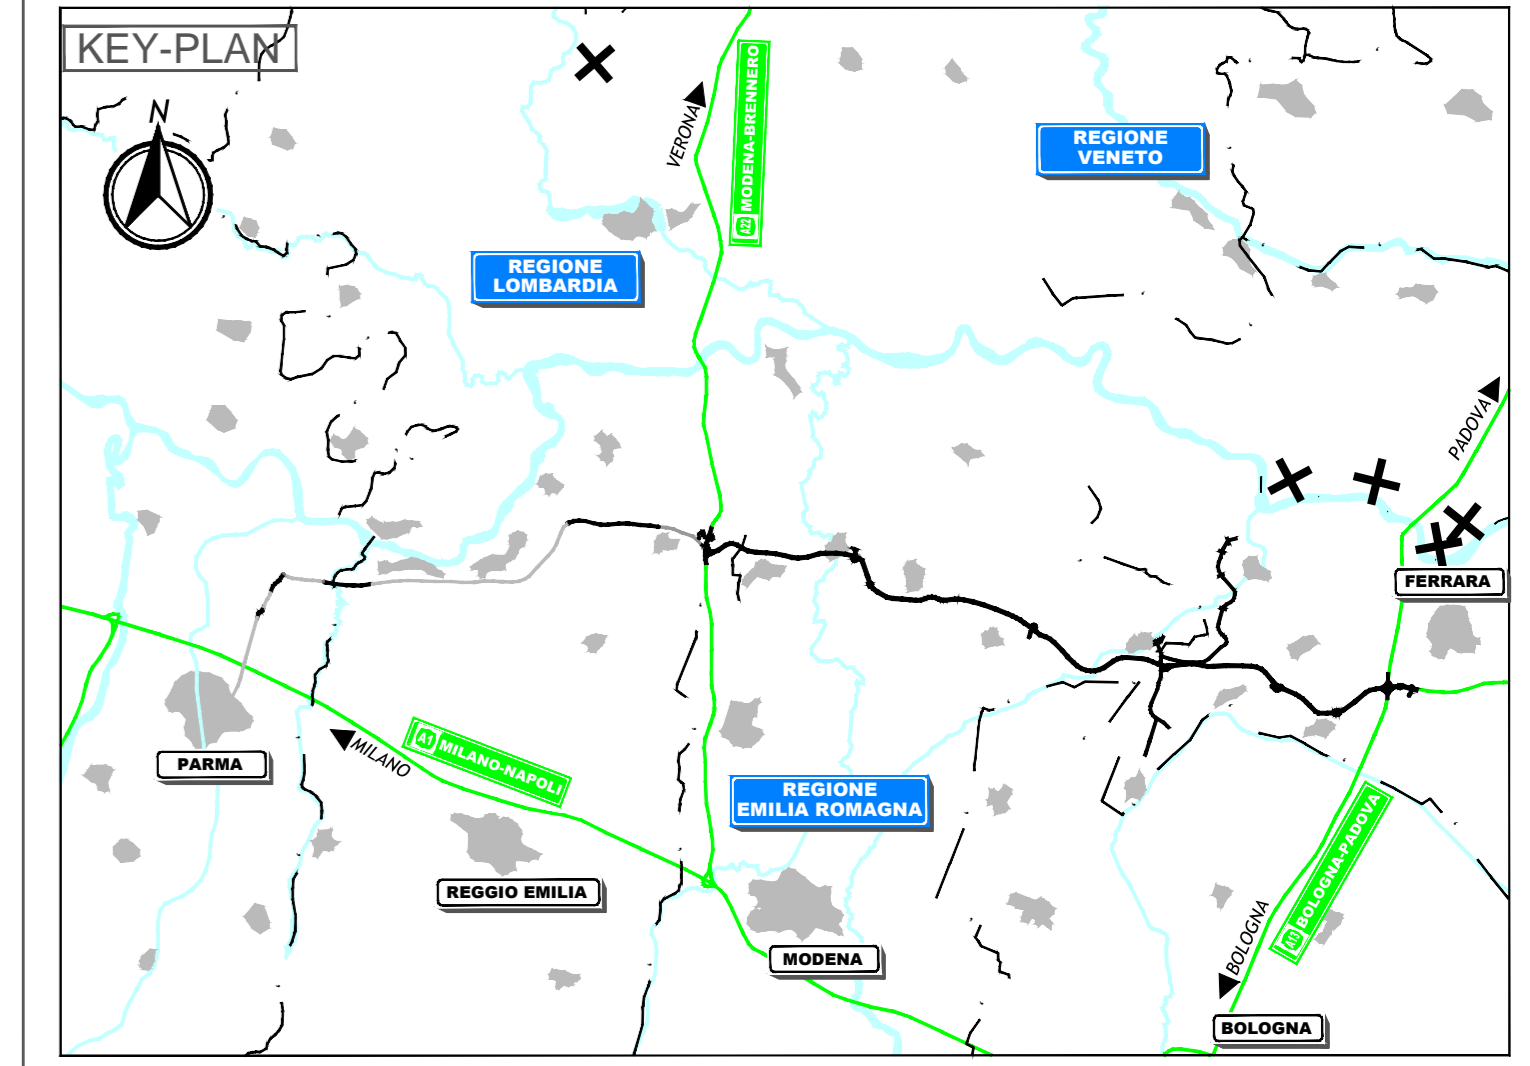 KEY-PLAN
N
VERONA
A22 MODENA-BRENNERO
REGIONE
VENETO
REGIONE
LOMBARDIA
PADOVA
FERRARA
PARMA
MILANO
A1 MILANO-NAPOLI
REGIONE
EMILIA ROMAGNA
A13 BOLOGNA-PADOVA
REGGIO EMILIA
MODENA
BOLOGNA
BOLOGNA